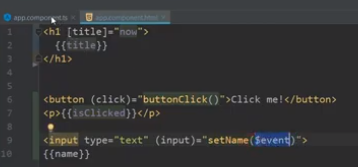 app.component.ts app.component.html
1 <h1 [title]="now">
2 {{title}}
3 </h1>
4
5
6 <button (click)="buttonClick()">Click me!</button>
7 <p>{{isClicked}}</p>
8
9 <input type="text" (input)="setName($event)">
10 {{name}}